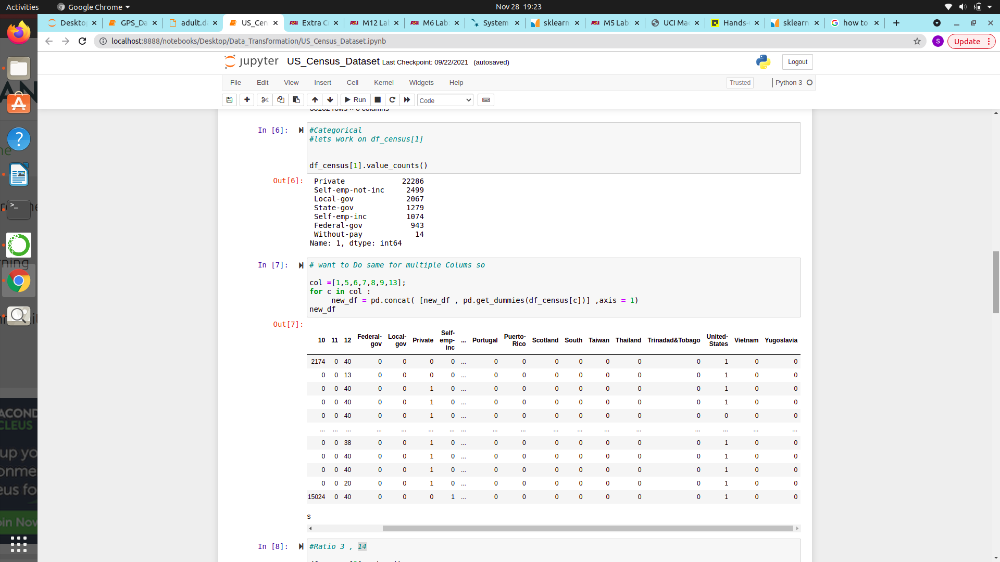 Activities
Google Chrome
Nov 28 19:23
Deskto
GPS_Da
adult.d
US_Cen
Extra C
M12 La
M6 Lab
System
sklearn
M5 Lab
UCI Ma
Hands-
sklearn
how to
localhost:8888/notebooks/Desktop/Data_Transformation/US_Census_Dataset.ipynb
S
Update
jupyter US_Census_Dataset Last Checkpoint: 09/22/2021 (autosaved)
Logout
File Edit View Insert Cell Kernel Widgets Help
Trusted
Python 3
Run
Code
30162 rows × 6 columns
In [6]:
#Categorical
#lets work on df_census[1]
df_census[1].value_counts()
Out[6]:
Private 22286
Self-emp-not-inc 2499
Local-gov 2067
State-gov 1279
Self-emp-inc 1074
Federal-gov 943
Without-pay 14
Name: 1, dtype: int64
In [7]:
# want to Do same for multiple Colums so
col =[1,5,6,7,8,9,13];
for c in col :
new_df = pd.concat( [new_df , pd.get_dummies(df_census[c])] ,axis = 1)
new_df
Out[7]:
10 11 12 Federal-gov Local-gov Private Self-emp-inc ... Portugal Puerto-Rico Scotland South Taiwan Thailand Trinadad&Tobago United-States Vietnam Yugoslavia
2174 0 40 0 0 0 0 ... 0 0 0 0 0 0 0 1 0 0
0 0 13 0 0 0 0 ... 0 0 0 0 0 0 0 1 0 0
0 0 40 0 0 1 0 ... 0 0 0 0 0 0 0 1 0 0
0 0 40 0 0 1 0 ... 0 0 0 0 0 0 0 1 0 0
0 0 40 0 0 1 0 ... 0 0 0 0 0 0 0 0 0 0
... ... ... ... ... ... ... ... ... ... ... ... ... ... ... ... ... ...
0 0 38 0 0 1 0 ... 0 0 0 0 0 0 0 1 0 0
0 0 40 0 0 1 0 ... 0 0 0 0 0 0 0 1 0 0
0 0 40 0 0 1 0 ... 0 0 0 0 0 0 0 1 0 0
0 0 20 0 0 1 0 ... 0 0 0 0 0 0 0 1 0 0
15024 0 40 0 0 0 1 ... 0 0 0 0 0 0 0 1 0 0
s
In [8]:
#Ratio 3 , 14